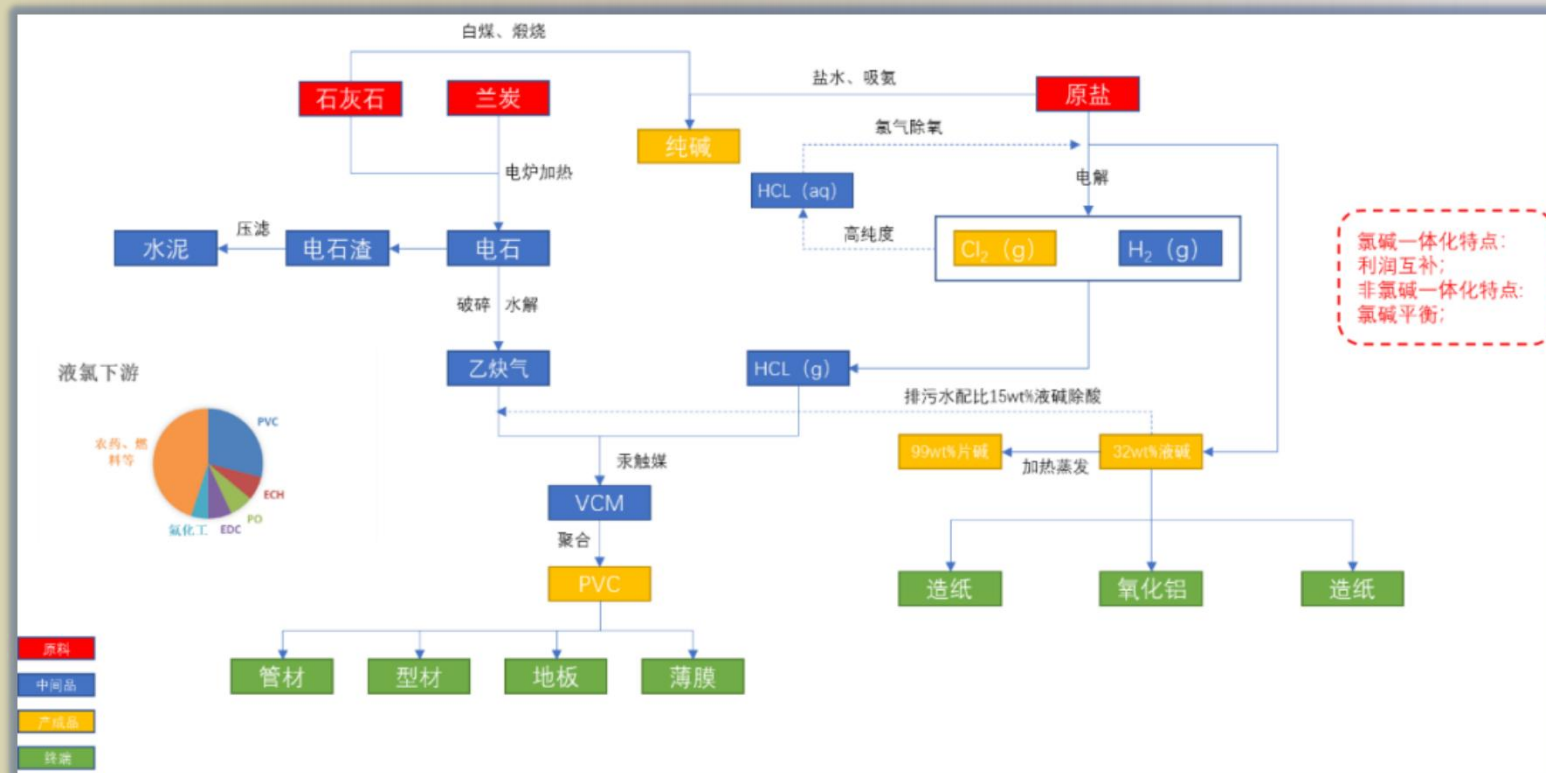 白煤、煅烧
盐水、吸氨
石灰石
兰炭
原盐
纯碱
氯气除氧
电炉加热
HCL（aq）
电解
高纯度
水泥
压滤
电石渣
电石
Cl₂（g）
H₂（g）
氯碱一体化特点：
利润互补；
非氯碱一体化特点:
氯碱平衡；
破碎 水解
乙炔气
HCL（g）
液氯下游
PVC
农药、燃
料等
ECH
PO
EDC
氟化工
排污水配比15wt%液碱除酸
99wt%片碱
加热蒸发
32wt%液碱
汞触媒
VCM
聚合
PVC
造纸
氧化铝
造纸
管材
型材
地板
薄膜
原料
中间品
产成品
终端